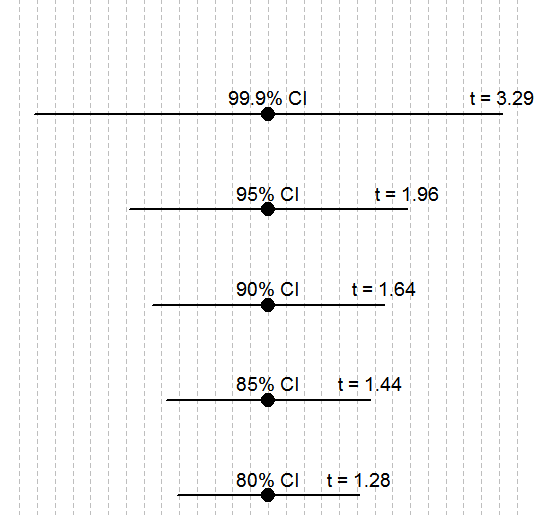 99.9% CI t = 3.29
95% CI t = 1.96
90% CI t = 1.64
85% CI t = 1.44
80% CI t = 1.28